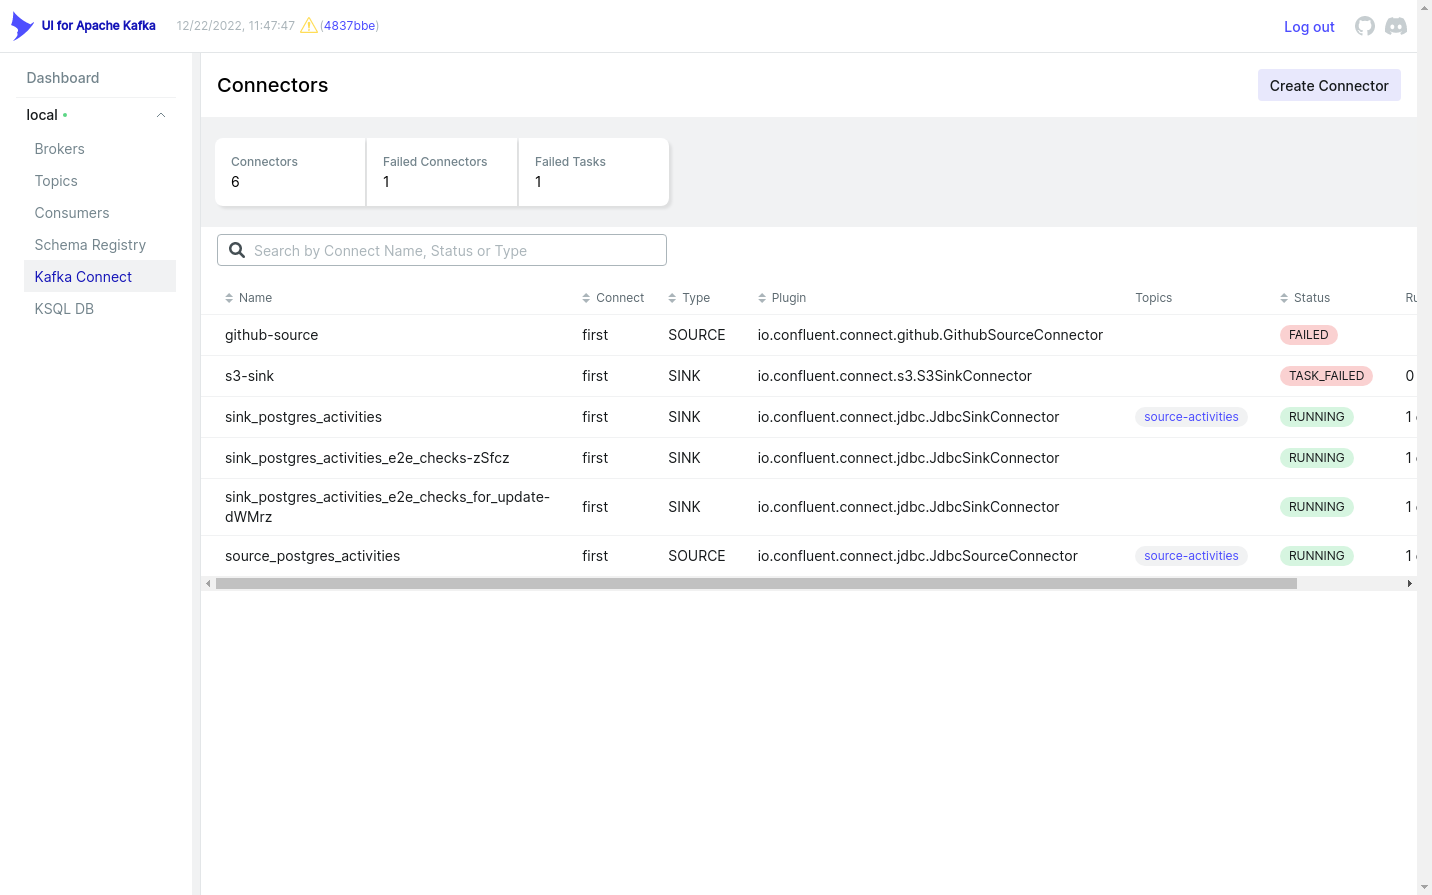 UI for Apache Kafka 12/22/2022, 11:47:47 (4837bbe) Log out
Dashboard
local
Brokers
Topics
Consumers
Schema Registry
Kafka Connect
KSQL DB
Connectors Create Connector
Connectors Failed Connectors Failed Tasks
6 1 1
Search by Connect Name, Status or Type
Name Connect Type Plugin Topics Status
github-source first SOURCE io.confluent.connect.github.GithubSourceConnector FAILED
s3-sink first SINK io.confluent.connect.s3.S3SinkConnector TASK_FAILED 0
sink_postgres_activities first SINK io.confluent.connect.jdbc.JdbcSinkConnector source-activities RUNNING 1
sink_postgres_activities_e2e_checks-zSfcz first SINK io.confluent.connect.jdbc.JdbcSinkConnector RUNNING 1
sink_postgres_activities_e2e_checks_for_update-
dWMrz first SINK io.confluent.connect.jdbc.JdbcSinkConnector RUNNING 1
source_postgres_activities first SOURCE io.confluent.connect.jdbc.JdbcSourceConnector source-activities RUNNING 1